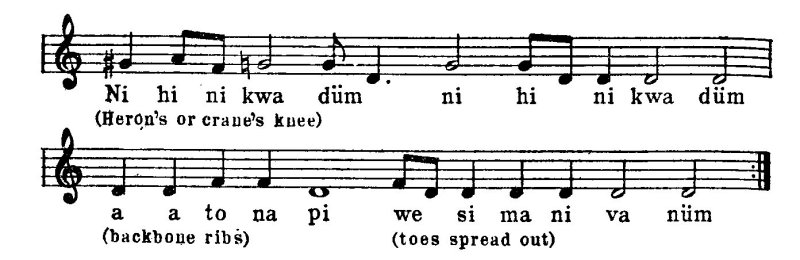 Ni hi ni kwa düm ni hi ni kwa düm
(Heron's or crane's knee)
a a to na pi we si ma ni va nüm
(backbone ribs) (toes spread out)